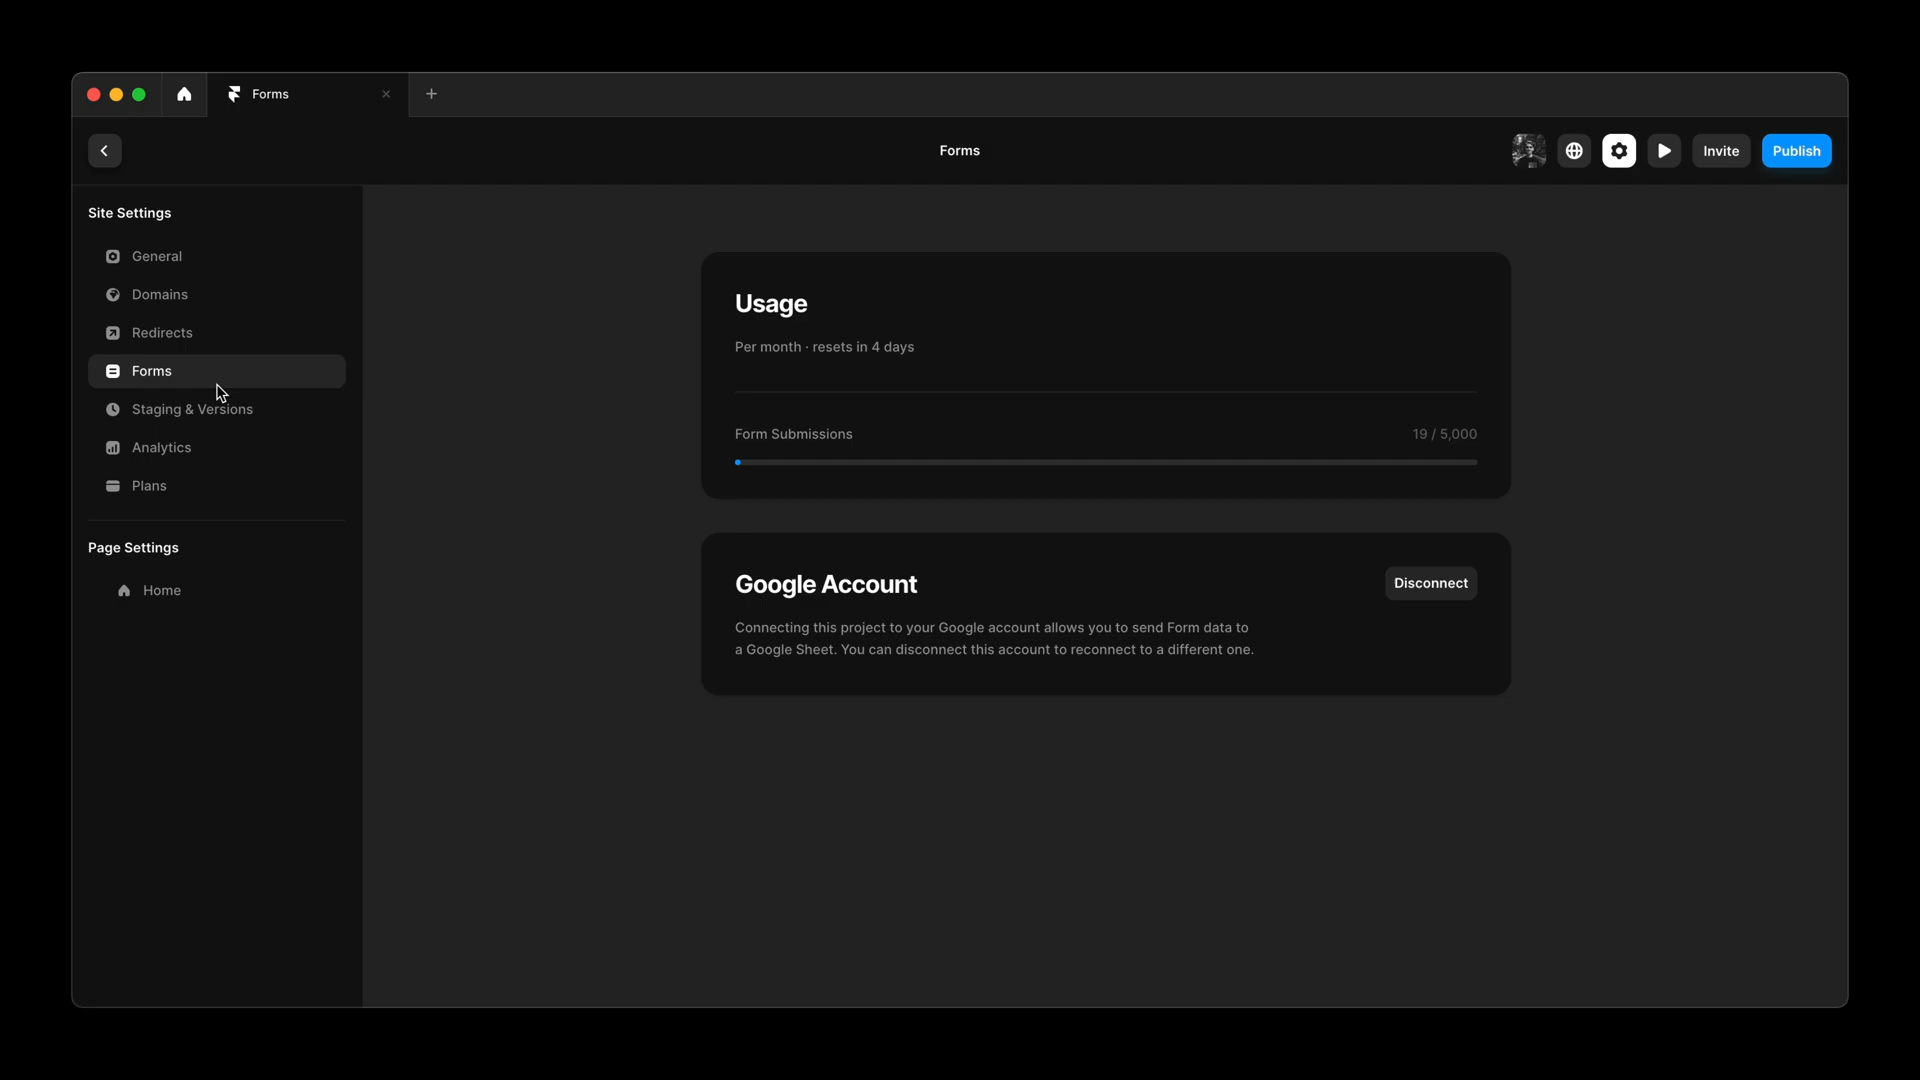 Forms
Forms
Invite
Publish
Site Settings
General
Domains
Redirects
Forms
Staging & Versions
Analytics
Plans
Page Settings
Home
Usage
Per month · resets in 4 days
Form Submissions
19 / 5,000
Google Account
Disconnect
Connecting this project to your Google account allows you to send Form data to
a Google Sheet. You can disconnect this account to reconnect to a different one.